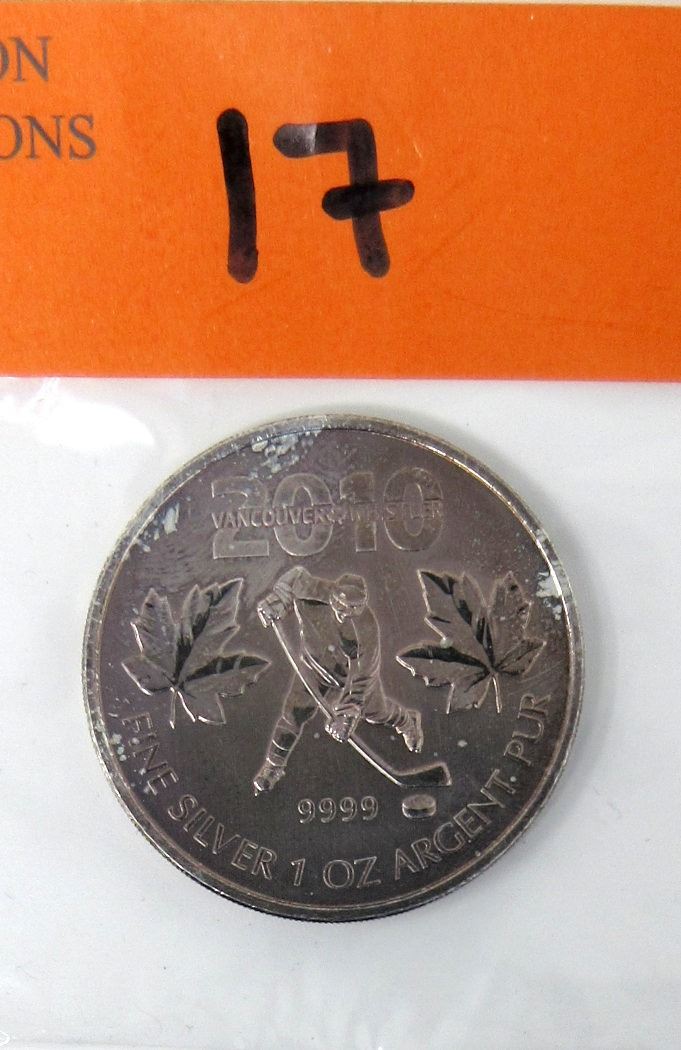 ON
ONS
17
2010
VANCOUVER WHISTLER
9999
FINE SILVER 1 OZ ARGENT PUR